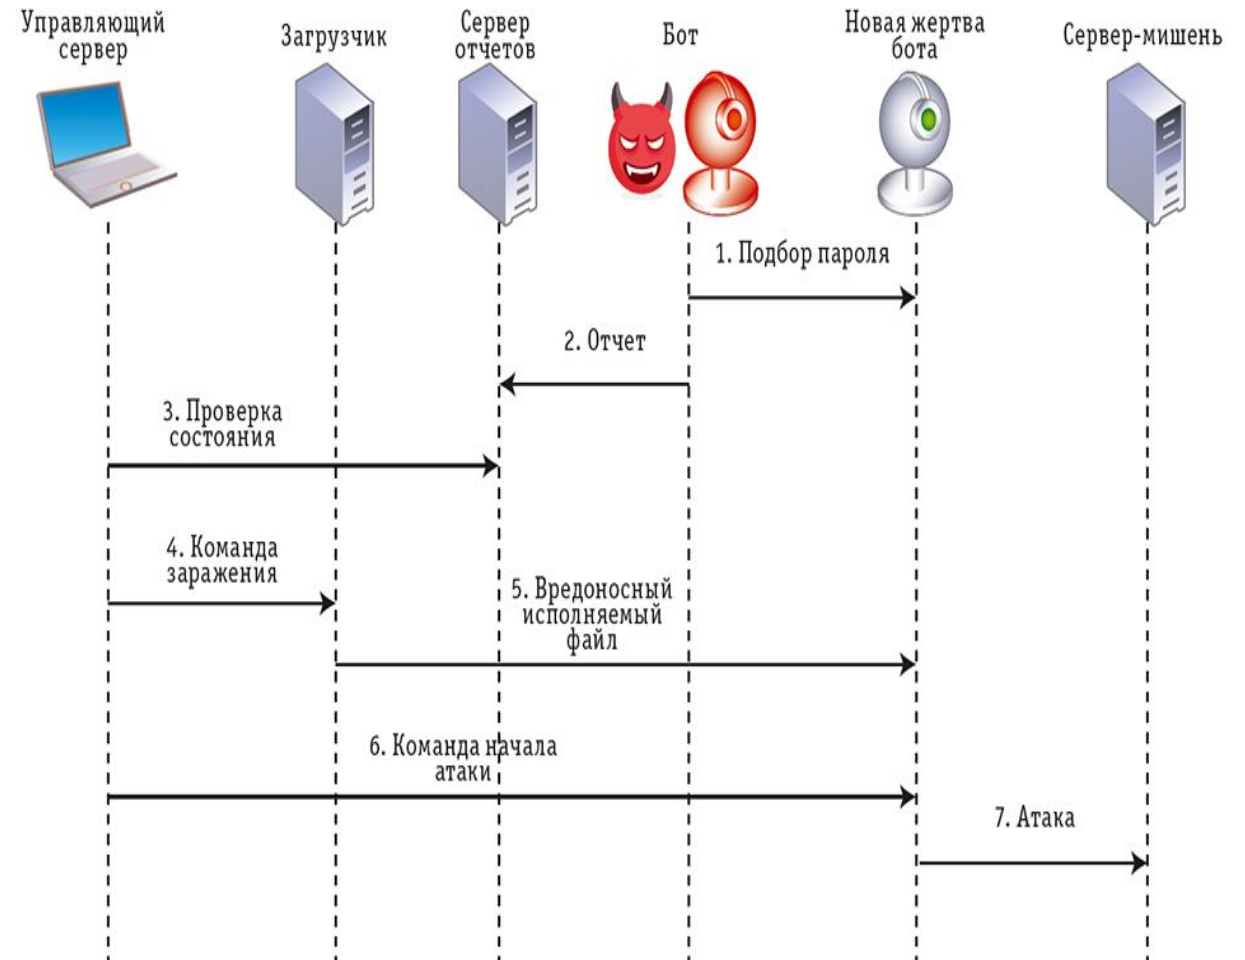 Управляющий
сервер
Загрузчик
Сервер
отчетов
Бот
Новая жертва
бота
Сервер-мишень
1. Подбор пароля
2. Отчет
3. Проверка
состояния
4. Команда
заражения
5. Вредоносный
исполняемый
файл
6. Команда начала
атаки
7. Атака